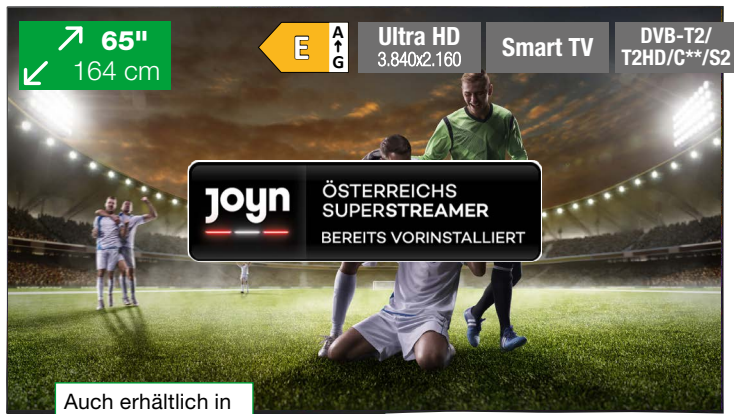 65"
164 cm
E
A
G
Ultra HD
3.840x2.160
Smart TV
DVB-T2/
T2HD/C**/S2
Joyn
ÖSTERREICHS
SUPERSTREAMER
BEREITS VORINSTALLIERT
Auch erhältlich in